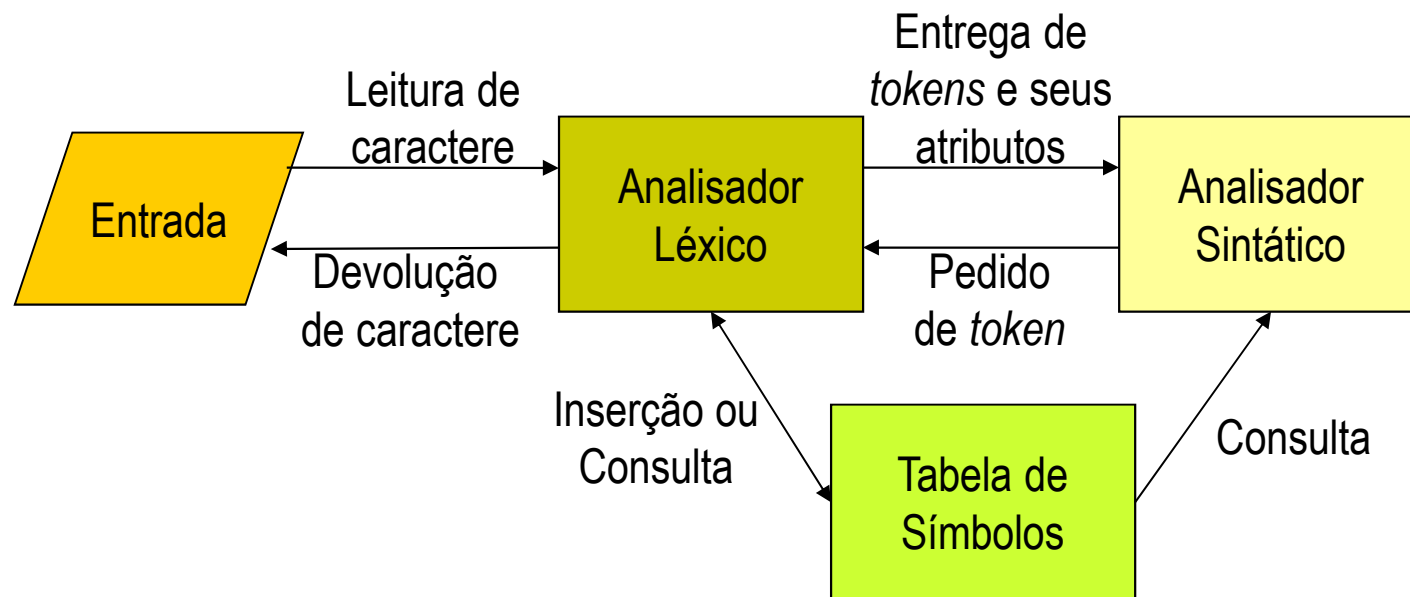 Entrada
Leitura de
caractere
Devolução
de caractere
Analisador
Léxico
Entrega de
tokens e seus
atributos
Pedido
de token
Analisador
Sintático
Inserção ou
Consulta
Tabela de
Símbolos
Consulta